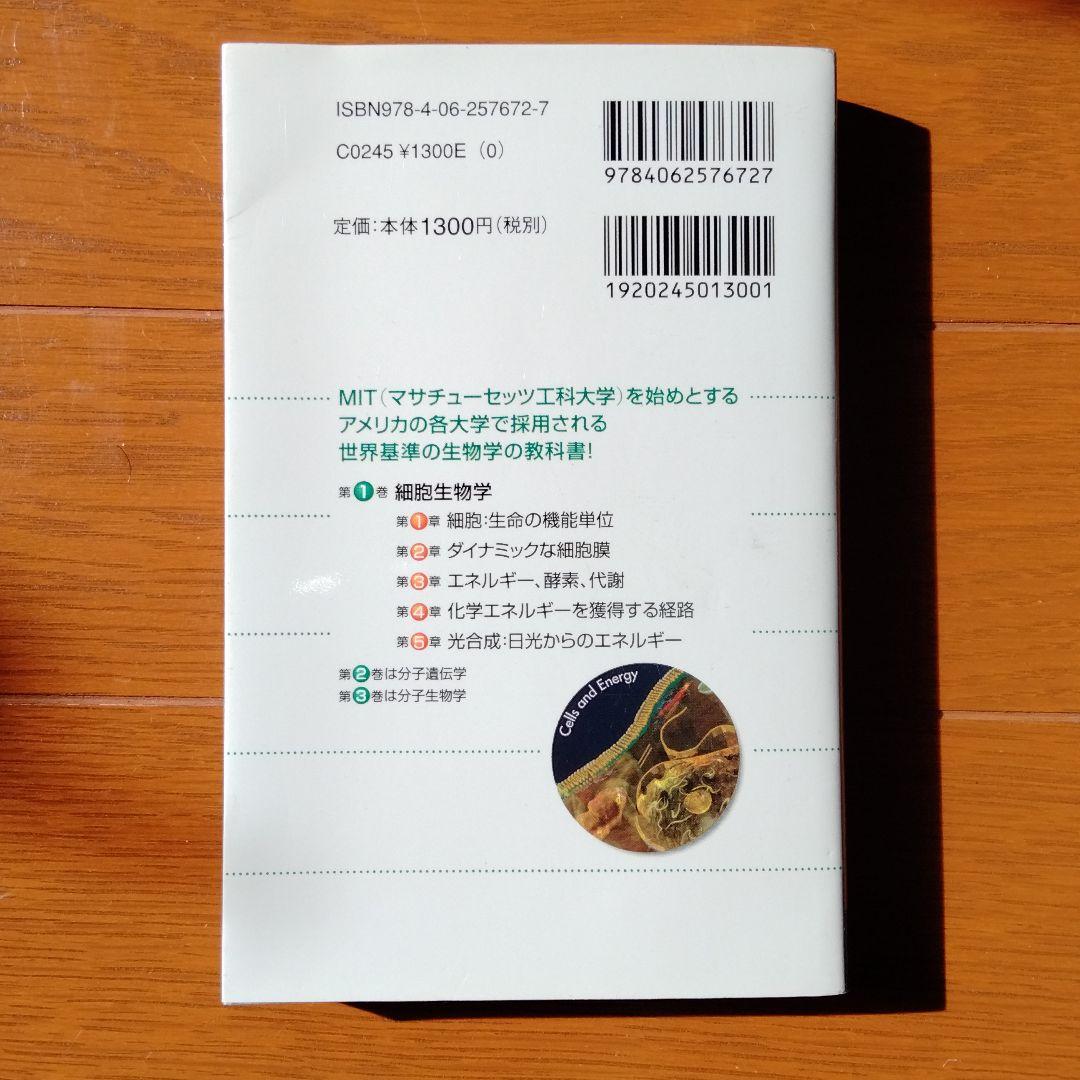 ISBN978-4-06-257672-7
C0245 ¥1300E (0)
定価:本体1300円(税別)
9784062576727
1920245013001
MIT(マサチューセッツ工科大学)を始めとする
アメリカの各大学で採用される
世界基準の生物学の教科書!
第1巻 細胞生物学
第1章 細胞:生命の機能単位
第2章 ダイナミックな細胞膜
第3章 エネルギー、酵素、代謝
第4章 化学エネルギーを獲得する経路
第5章 光合成:日光からのエネルギー
第2巻は分子遺伝学
第3巻は分子生物学
Cells and Energy